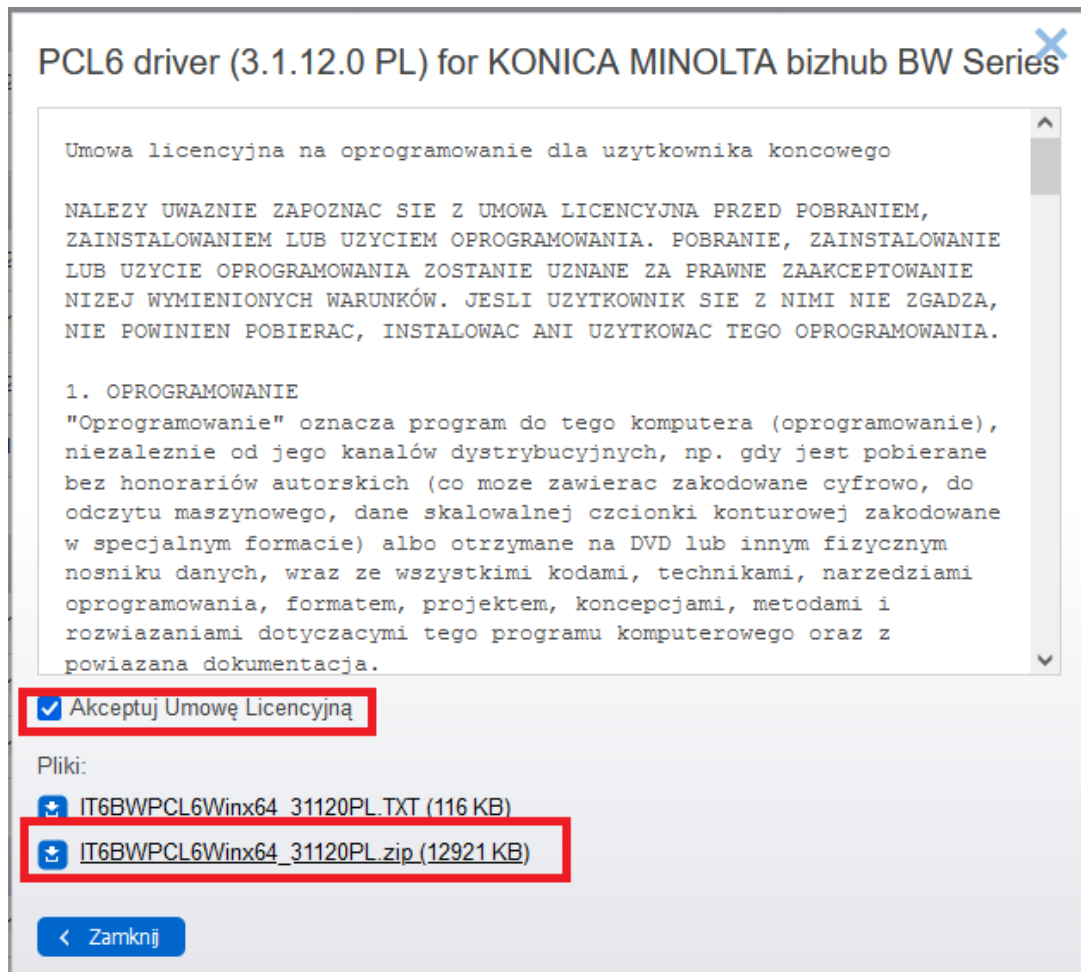 PCL6 driver (3.1.12.0 PL) for KONICA MINOLTA bizhub BW Series
Umowa licencyjna na oprogramowanie dla uzytkownika koncowego
NALEZY UWAZNIE ZAPOZNAC SIE Z UMOWA LICENCYJNA PRZED POBRANIEM,
ZAINSTALOWANIEM LUB UZYCIEM OPROGRAMOWANIA. POBRANIE, ZAINSTALOWANIE
LUB UZYCIE OPROGRAMOWANIA ZOSTANIE UZNANE ZA PRAWNE ZAAKCEPTOWANIE
NIZEJ WYMIENIONYCH WARUNKÓW. JESLI UZYTKOWNIK SIE Z NIMI NIE ZGADZA,
NIE POWINIEN POBIERAC, INSTALOWAC ANI UZYTKOWAC TEGO OPROGRAMOWANIA.
1. OPROGRAMOWANIE
"Oprogramowanie" oznacza program do tego komputera (oprogramowanie),
niezaleznie od jego kanalów dystrybucyjnych, np. gdy jest pobierane
bez honorariów autorskich (co moze zawierac zakodowane cyfrowo, do
odczytu maszynowego, dane skalowalnej czcionki konturowej zakodowane
w specjalnym formacie) albo otrzymane na DVD lub innym fizycznym
nosniku danych, wraz ze wszystkimi kodami, technikami, narzedziami
oprogramowania, formatem, projektem, koncepcjami, metodami i
rozwiazaniami dotyczacymi tego programu komputerowego oraz z
powiazana dokumentacja.
Akceptuj Umowę Licencyjną
Pliki:
IT6BWPCL6Winx64_31120PL.TXT (116 KB)
IT6BWPCL6Winx64_31120PL.zip (12921 KB)
Zamknij